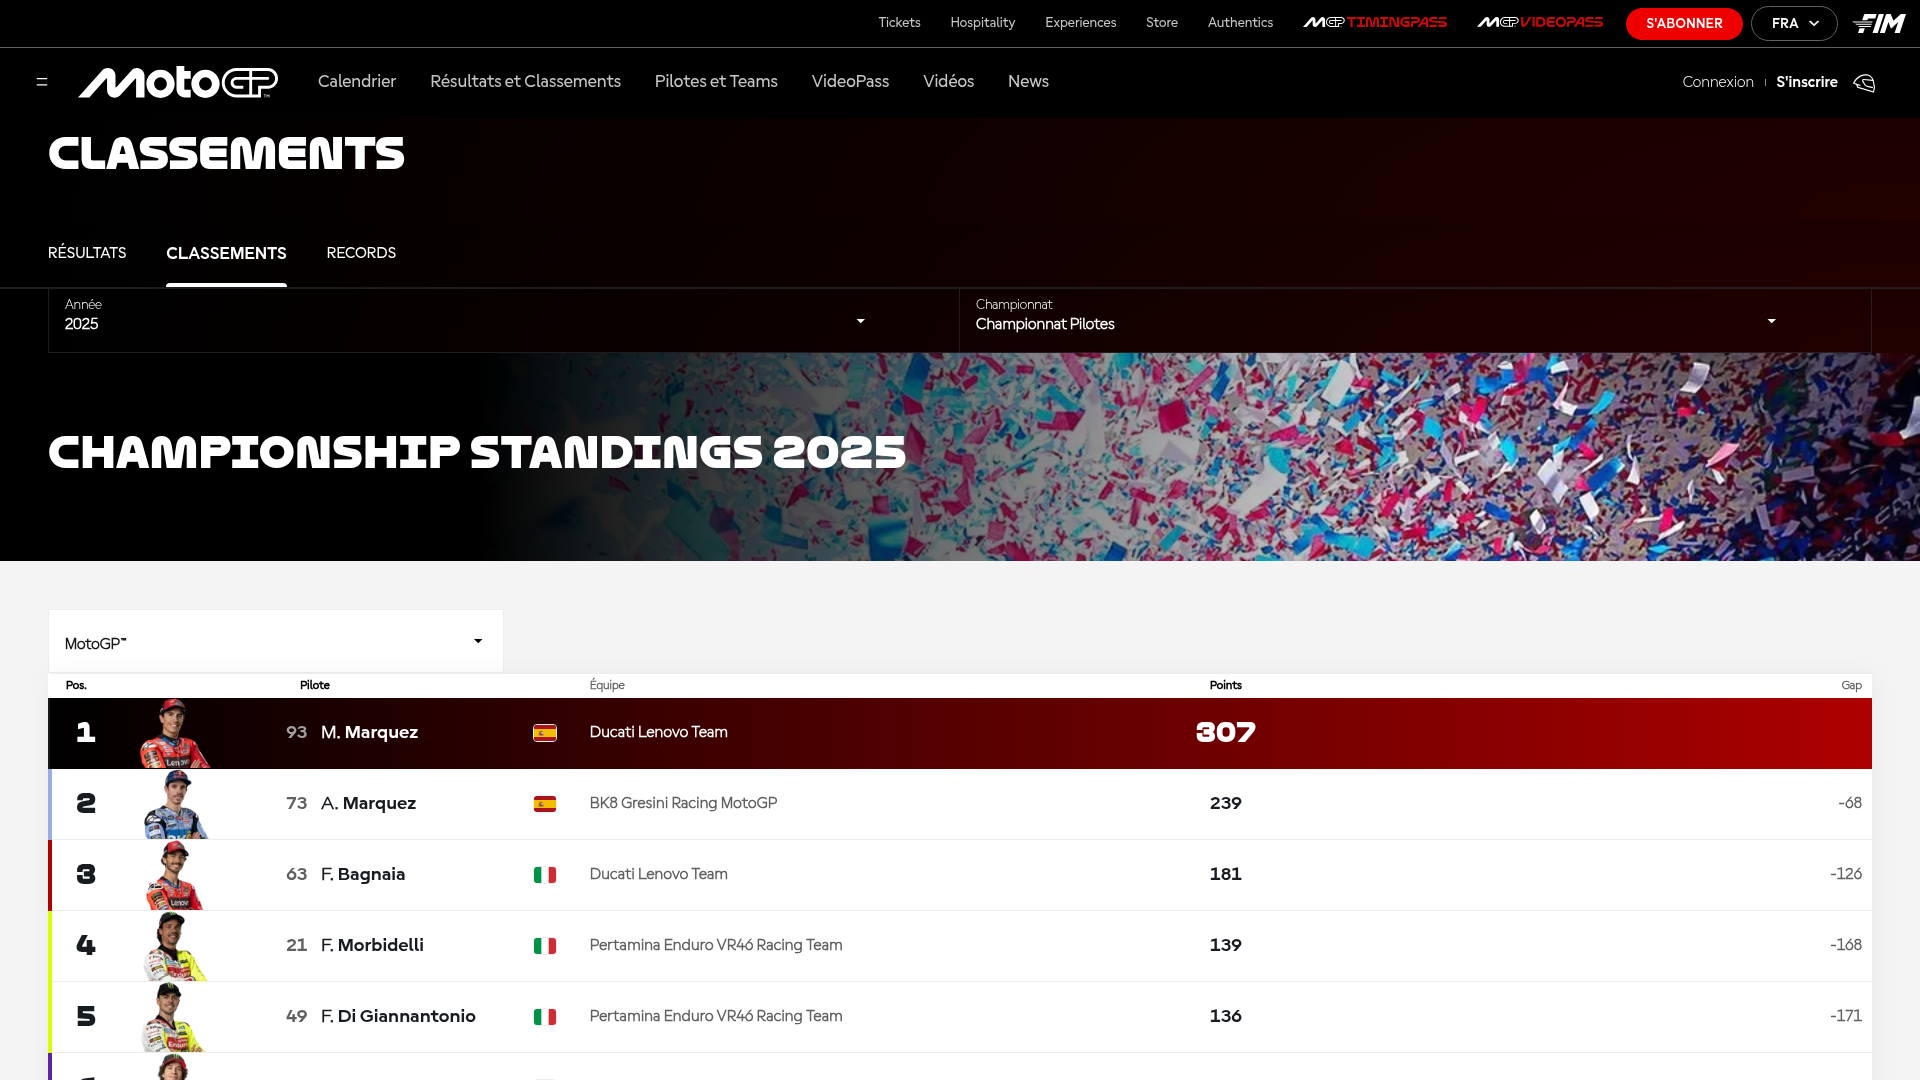 Tickets Hospitality Experiences Store Authentics MGP TIMINGPASS MGP VIDEOPASS S'ABONNER FRA FIM
MotoGP™ Calendrier Résultats et Classements Pilotes et Teams VideoPass Vidéos News Connexion S'inscrire
CLASSEMENTS
RÉSULTATS CLASSEMENTS RECORDS
Année Championnat
2025 Championnat Pilotes
CHAMPIONSHIP STANDINGS 2025
MotoGP™
Pos. Pilote Équipe Points Gap
1 93 M. Marquez Ducati Lenovo Team 307
2 73 A. Marquez BK8 Gresini Racing MotoGP 239 -68
3 63 F. Bagnaia Ducati Lenovo Team 181 -126
4 21 F. Morbidelli Pertamina Enduro VR46 Racing Team 139 -168
5 49 F. Di Giannantonio Pertamina Enduro VR46 Racing Team 136 -171